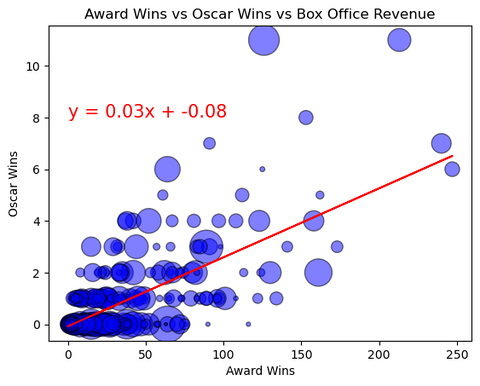 Award Wins vs Oscar Wins vs Box Office Revenue
10
8
6
4
2
0
Oscar Wins
y = 0.03x + -0.08
0 50 100 150 200 250
Award Wins